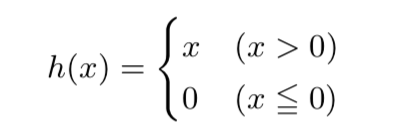 h(x) = { x (x > 0)
0 (x ≦ 0)